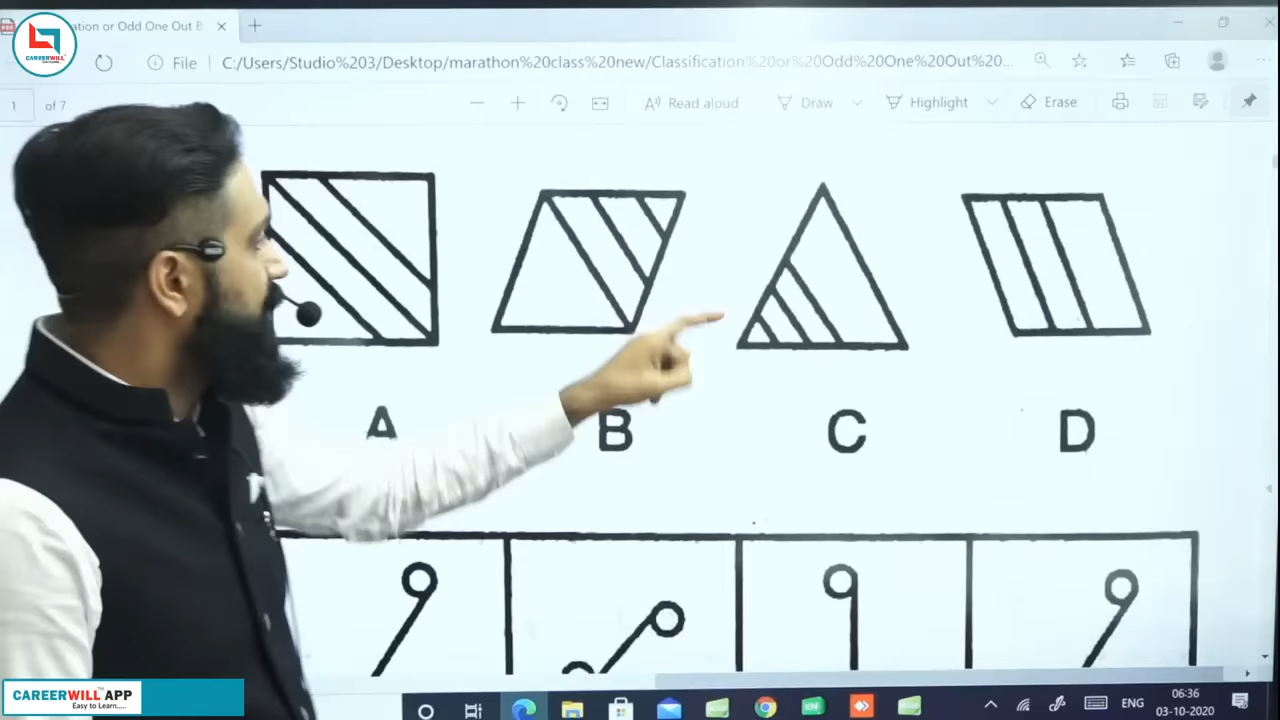 ation or Odd One Out B
CAREERWILL
File
C:/Users/Studio%203/Desktop/marathon%20class%20new/Classification%20or%20Odd%20One%20Out%20...
1 of 7
Read aloud
Draw
Highlight
Erase
A
B
C
D
CAREERWILL APP
Easy to Learn.....
ENG
06:36
03-10-2020